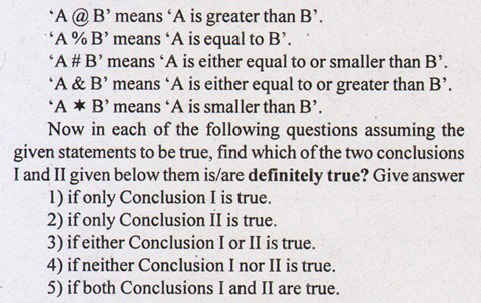 ‘A @ B’ means ‘A is greater than B’.
‘A % B’ means ‘A is equal to B’.
‘A # B’ means ‘A is either equal to or smaller than B’.
‘A & B’ means ‘A is either equal to or greater than B’.
‘A ★ B’ means ‘A is smaller than B’.
Now in each of the following questions assuming the
given statements to be true, find which of the two conclusions
I and II given below them is/are definitely true? Give answer
1) if only Conclusion I is true.
2) if only Conclusion II is true.
3) if either Conclusion I or II is true.
4) if neither Conclusion I nor II is true.
5) if both Conclusions I and II are true.